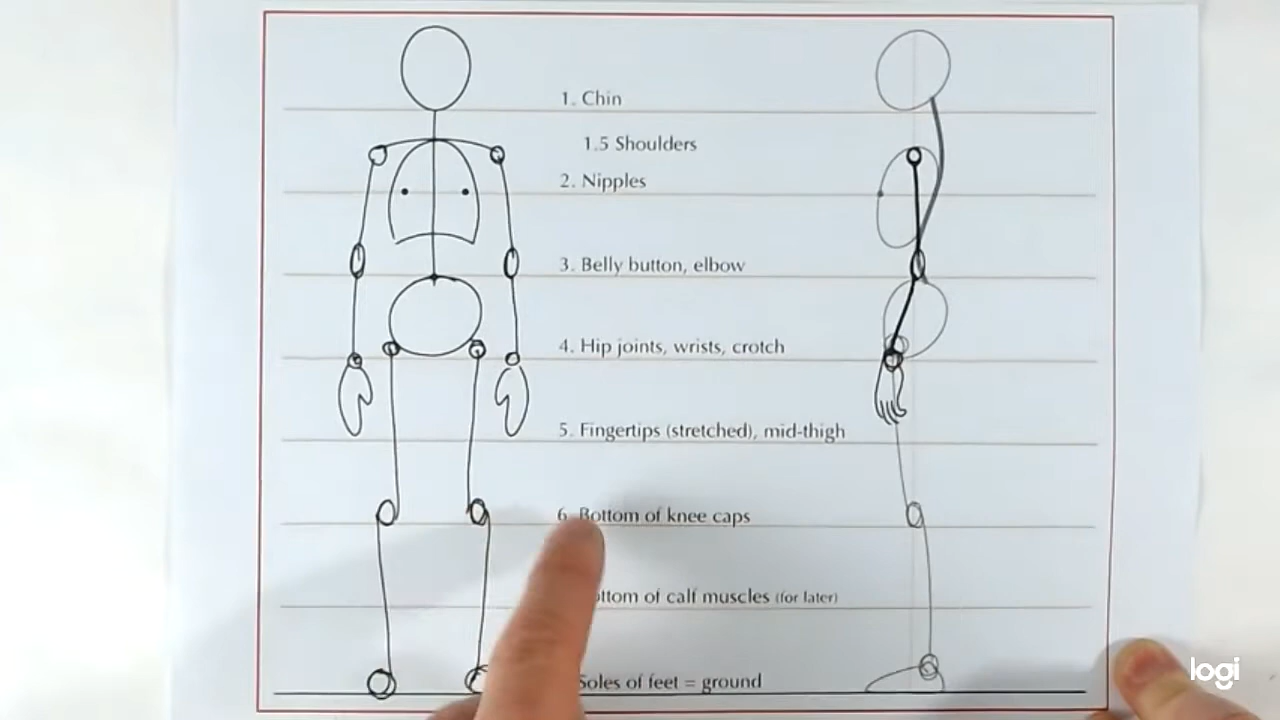 1. Chin
1.5 Shoulders
2. Nipples
3. Belly button, elbow
4. Hip joints, wrists, crotch
5. Fingertips (stretched), mid-thigh
6. Bottom of knee caps
of calf muscles (for later)
Soles of feet = ground
logi